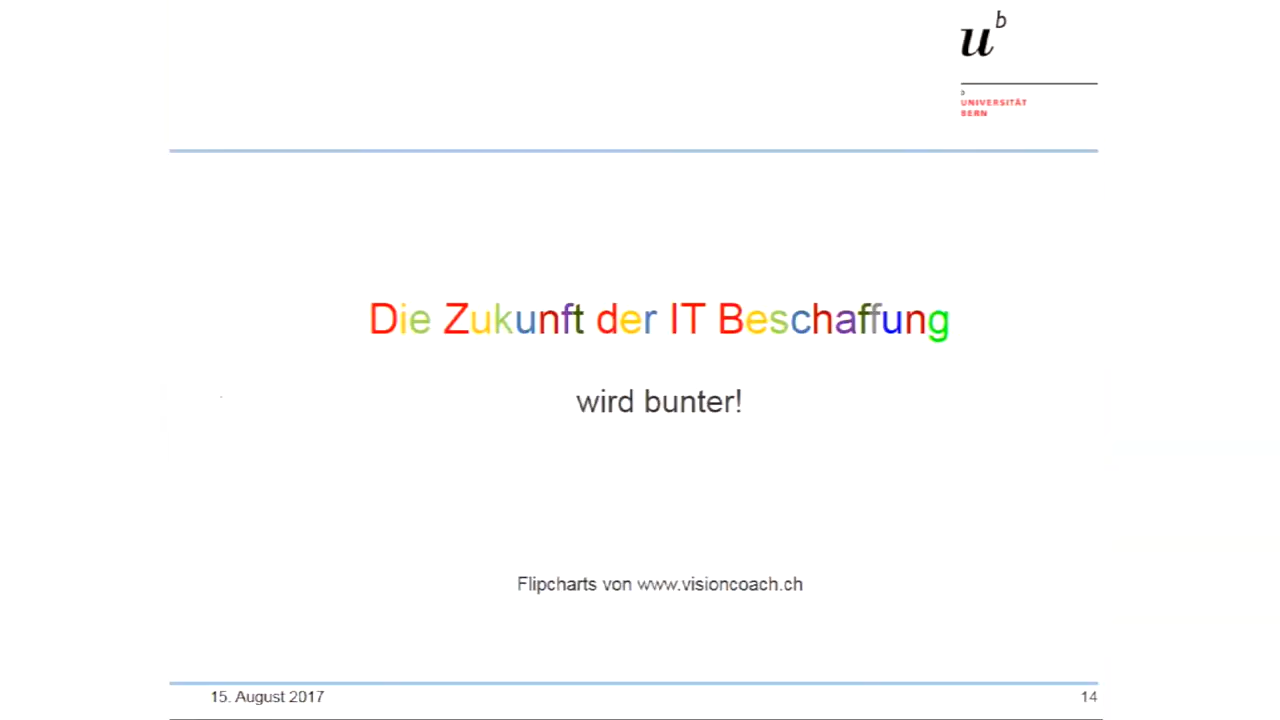 u^b
b
UNIVERSITÄT
BERN
Die Zukunft der IT Beschaffung
wird bunter!
Flipcharts von www.visioncoach.ch
15. August 2017
14